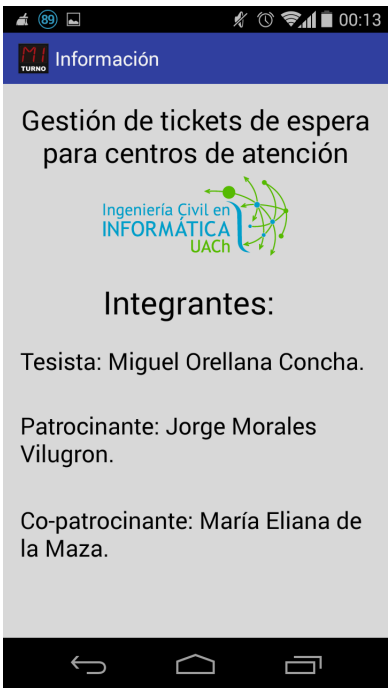 89
00:13
MI
TURNO
Información
Gestión de tickets de espera
para centros de atención
Ingeniería Civil en
INFORMÁTICA
UACh
Integrantes:
Tesista: Miguel Orellana Concha.
Patrocinante: Jorge Morales
Vilugron.
Co-patrocinante: María Eliana de
la Maza.